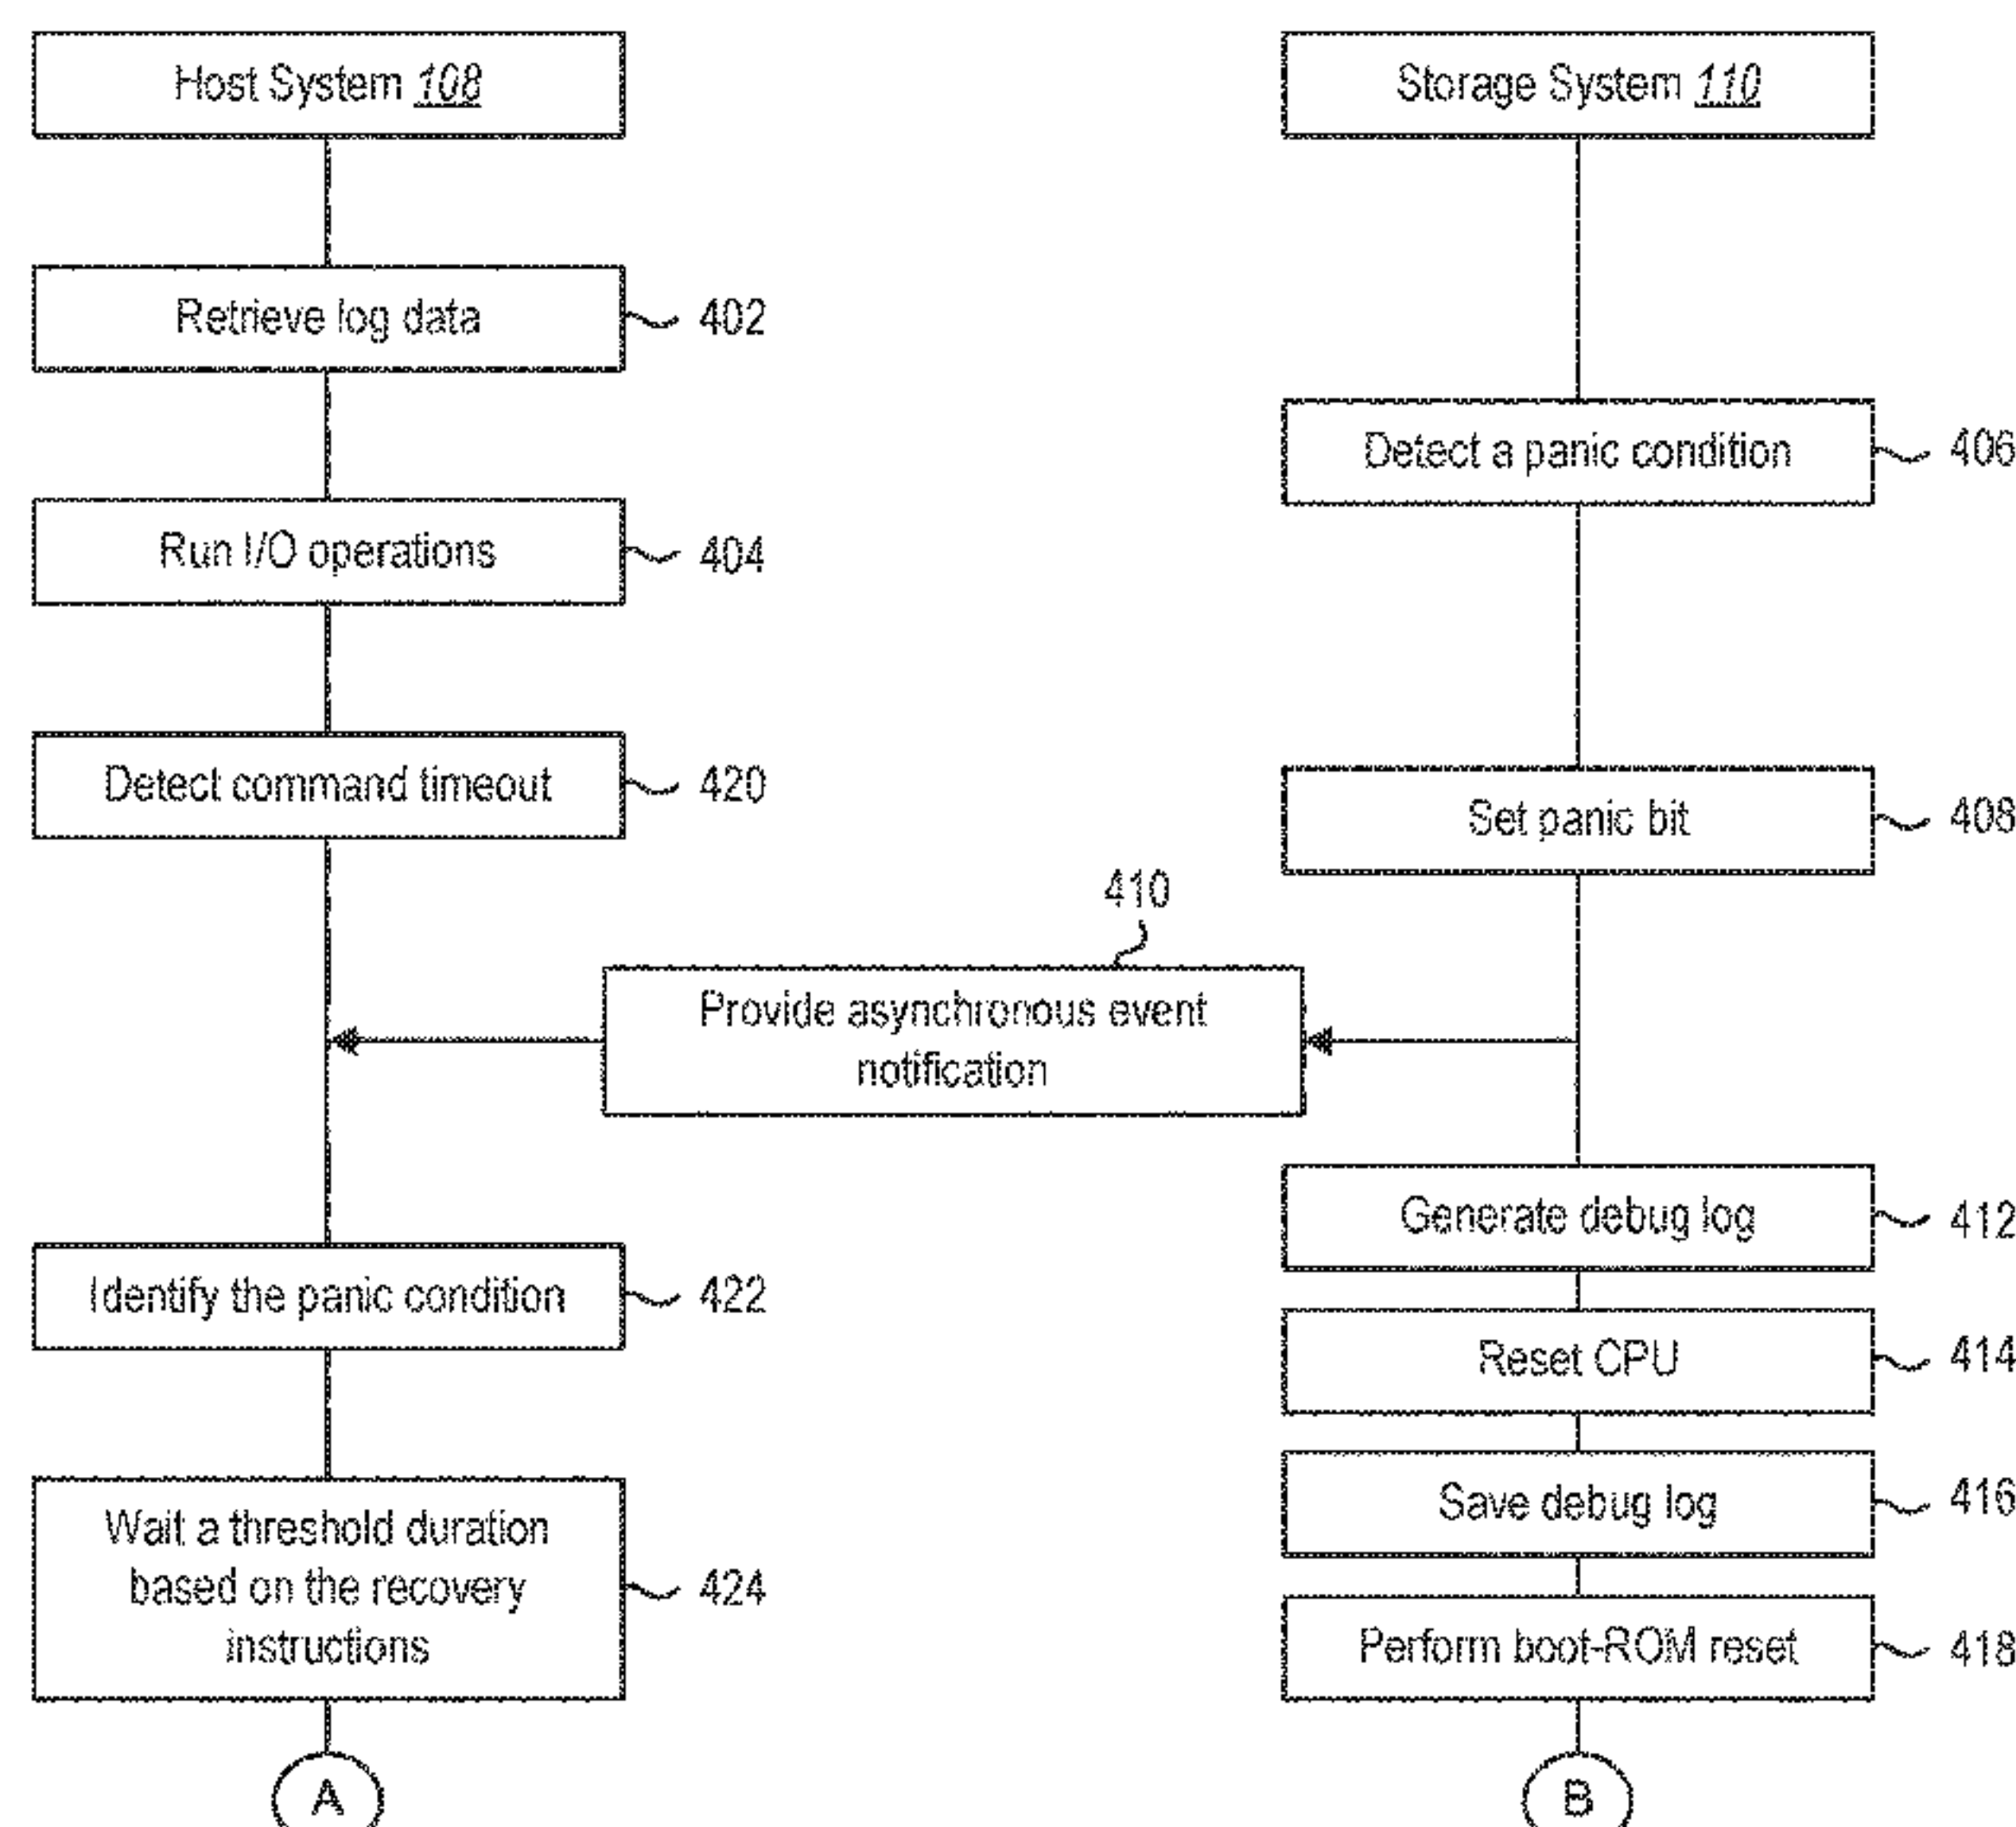 Host System 108
Storage System 110
Retrieve log data
402
Detect a panic condition
406
Run I/O operations
404
Detect command timeout
420
Set panic bit
408
410
Provide asynchronous event
notification
Generate debug log
412
Identify the panic condition
422
Reset CPU
414
Wait a threshold duration
based on the recovery
instructions
424
Save debug log
416
Perform boot-ROM reset
418
A
B